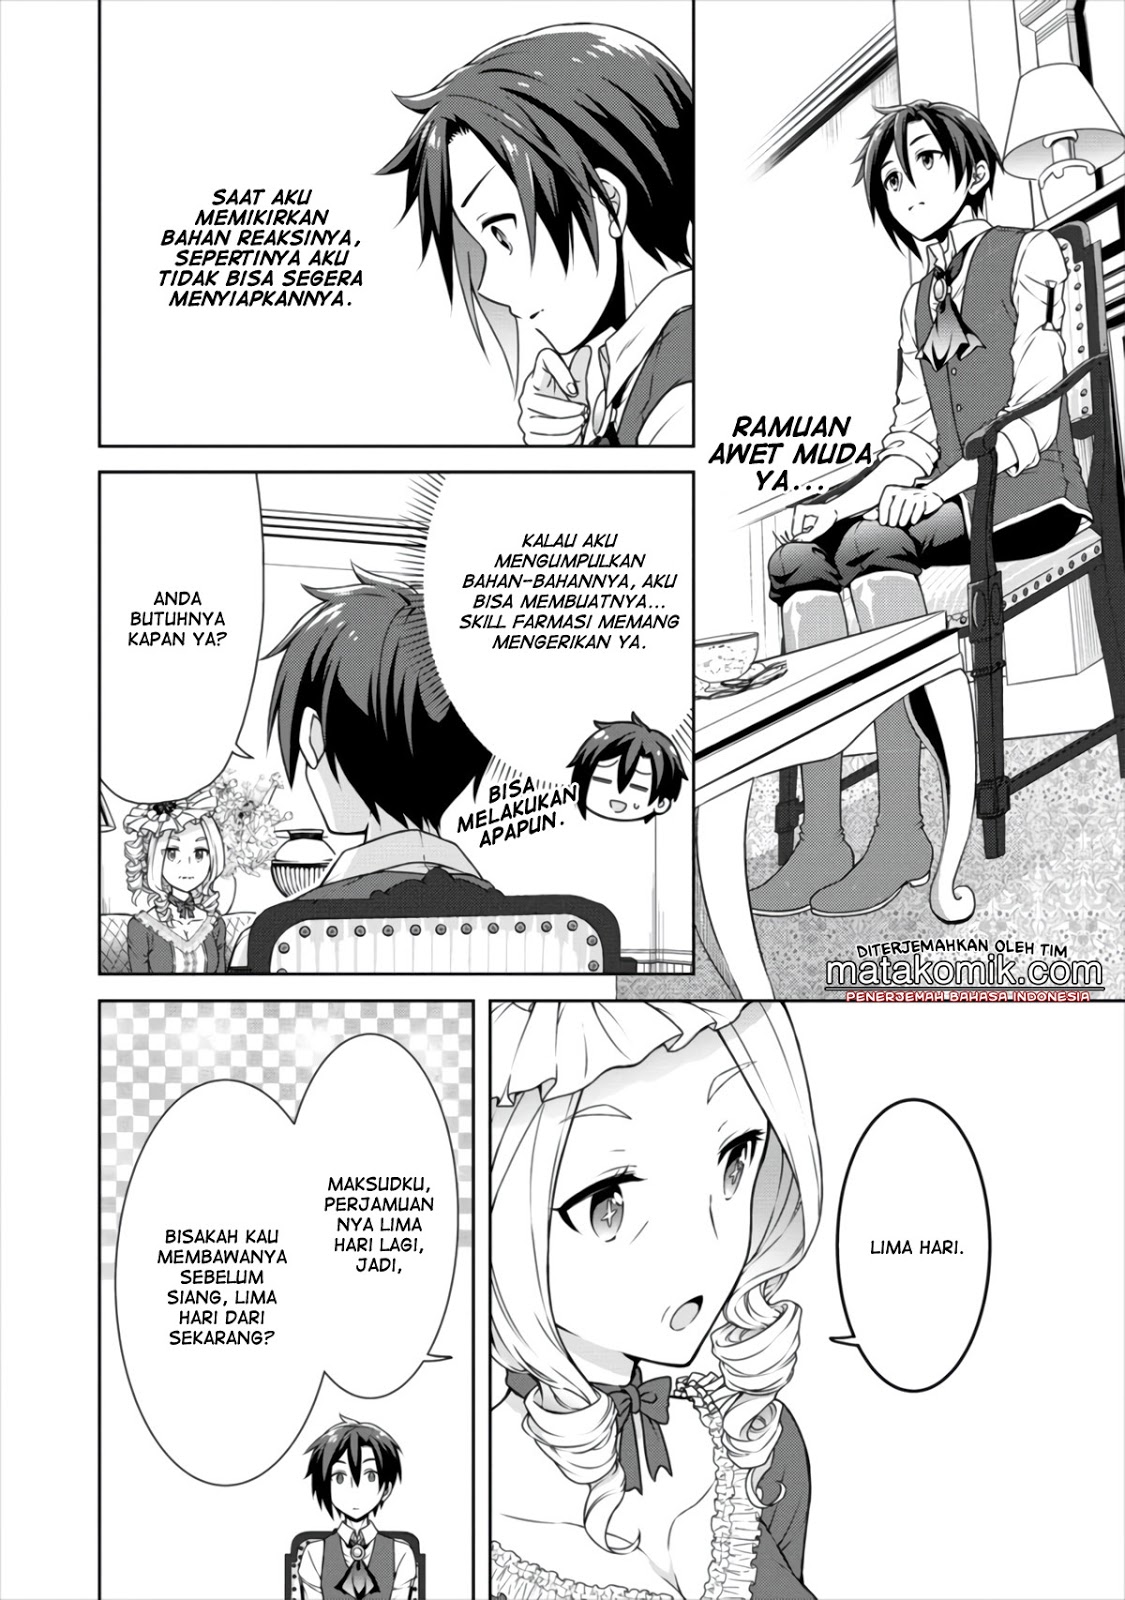 RAMUAN
AWET MUDA
YA....
SAAT AKU
MEMIKIRKAN
BAHAN REAKSINYA,
SEPERTINYA AKU
TIDAK BISA SEGERA
MENYIAPKANNYA.
KALAU AKU
MENGUMPULKAN
BAHAN-BAHANNYA, AKU
BISA MEMBUATNYA...
SKILL FARMASI MEMANG
MENGERIKAN YA.
BISA
MELAKUKAN
APAPUN.
ANDA
BUTUHNYA
KAPAN YA?
DITERJEMAHKAN OLEH TIM
matakomik.com
PENERJEMAH BAHASA INDONESIA
LIMA HARI.
MAKSUDKU,
PERJAMUAN
NYA LIMA
HARI LAGI,
JADI,
BISAKAH KAU
MEMBAWANYA
SEBELUM
SIANG, LIMA
HARI DARI
SEKARANG?